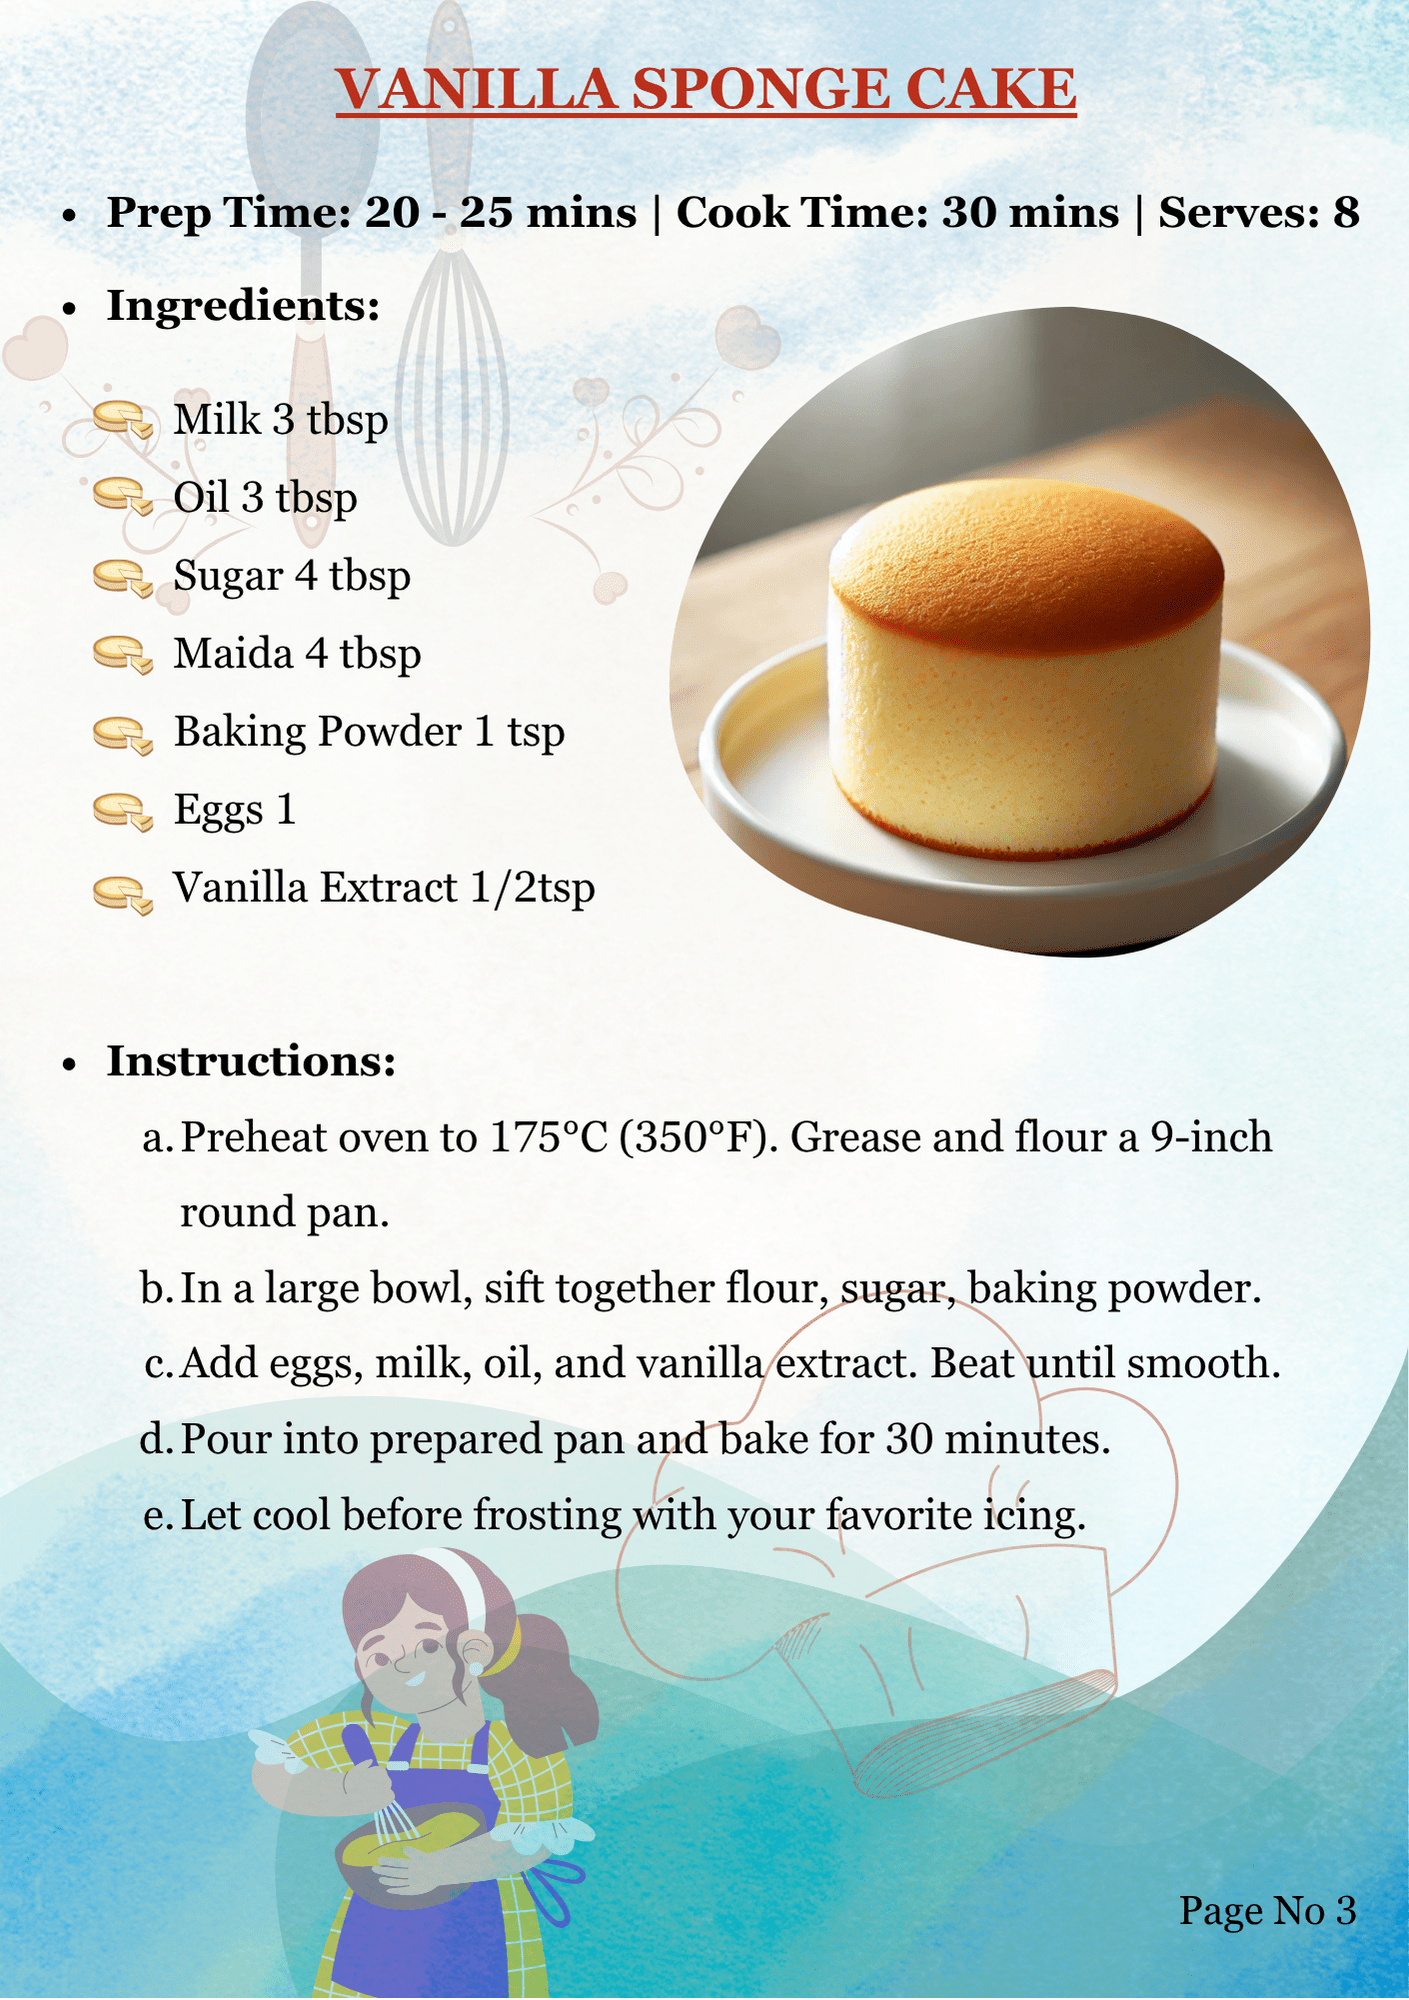 VANILLA SPONGE CAKE
• Prep Time: 20 - 25 mins | Cook Time: 30 mins | Serves: 8
• Ingredients:
Milk 3 tbsp
Oil 3 tbsp
Sugar 4 tbsp
Maida 4 tbsp
Baking Powder 1 tsp
Eggs 1
Vanilla Extract 1/2tsp
• Instructions:
a. Preheat oven to 175°C (350°F). Grease and flour a 9-inch
round pan.
b. In a large bowl, sift together flour, sugar, baking powder.
c. Add eggs, milk, oil, and vanilla extract. Beat until smooth.
d. Pour into prepared pan and bake for 30 minutes.
e. Let cool before frosting with your favorite icing.
Page No 3